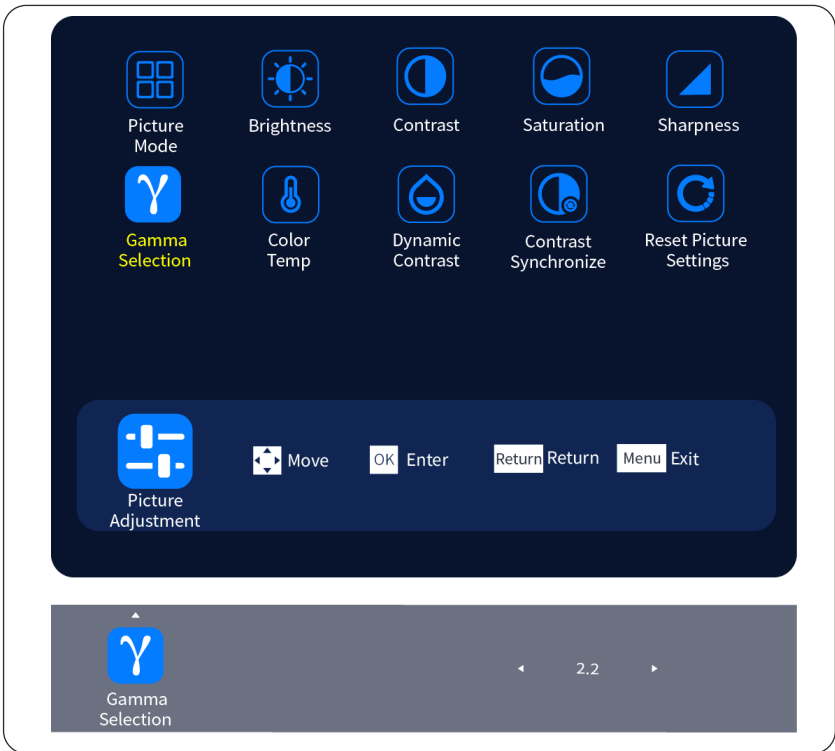 Picture
Mode
Brightness
Contrast
Saturation
Sharpness
γ
Gamma
Selection
Color
Temp
Dynamic
Contrast
Contrast
Synchronize
Reset Picture
Settings
Picture
Adjustment
Move
OK Enter
Return Return
Menu Exit
γ
Gamma
Selection
2.2